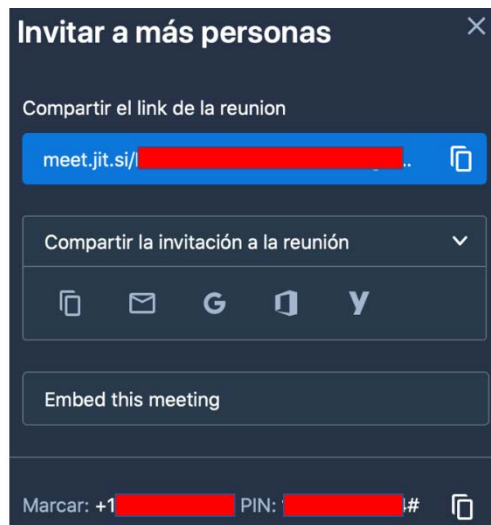 Invitar a más personas
Compartir el link de la reunion
meet.jit.si/ ..
Compartir la invitación a la reunión
Embed this meeting
Marcar: +1 PIN: #